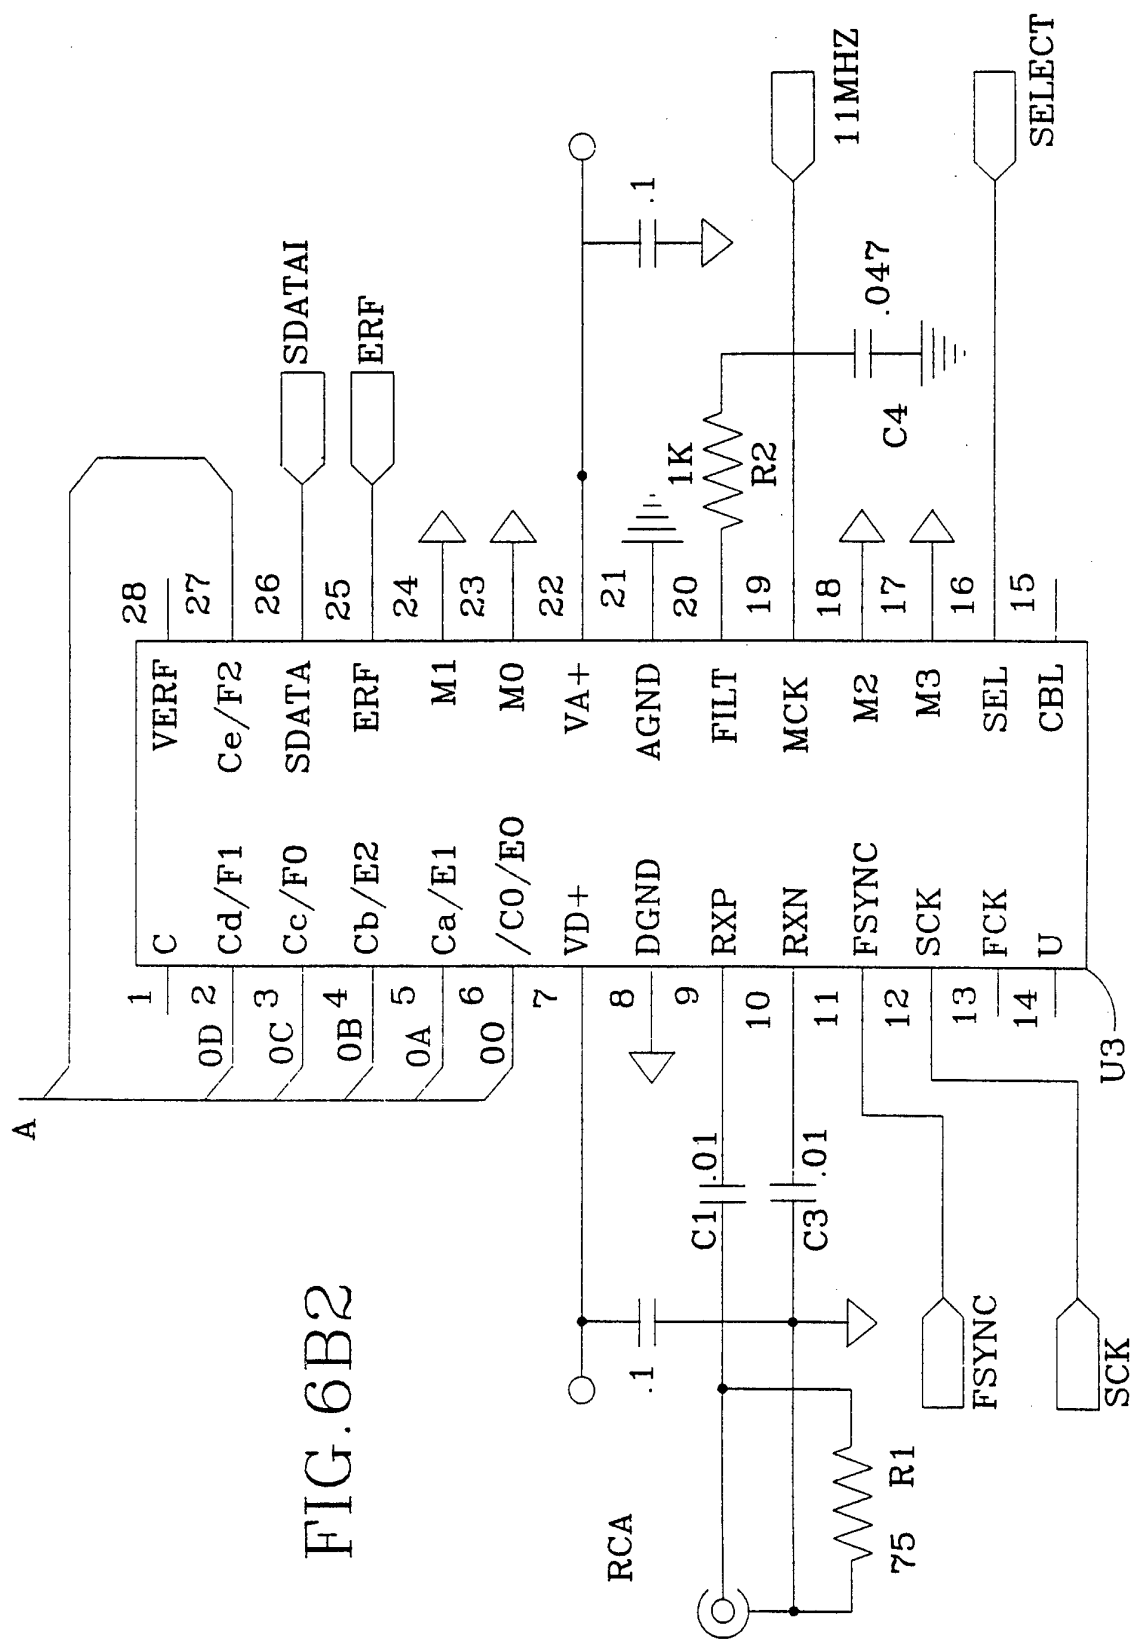 FIG.6B2
A
1
C
VERF
28
0D
2
Cd/F1
Ce/F2
27
0C
3
Cc/F0
SDATA
26
SDATAI
0B
4
Cb/E2
ERF
25
ERF
0A
5
Ca/E1
M1
24
00
6
/C0/E0
M0
23
7
VD+
VA+
22
.1
.1
8
DGND
AGND
21
RCA
C1
.01
9
RXP
FILT
20
1K
R2
C3
.01
10
RXN
MCK
19
11MHZ
75
R1
11
FSYNC
M2
18
C4
.047
FSYNC
12
SCK
M3
17
13
FCK
SEL
16
SELECT
SCK
14
U
CBL
15
U3